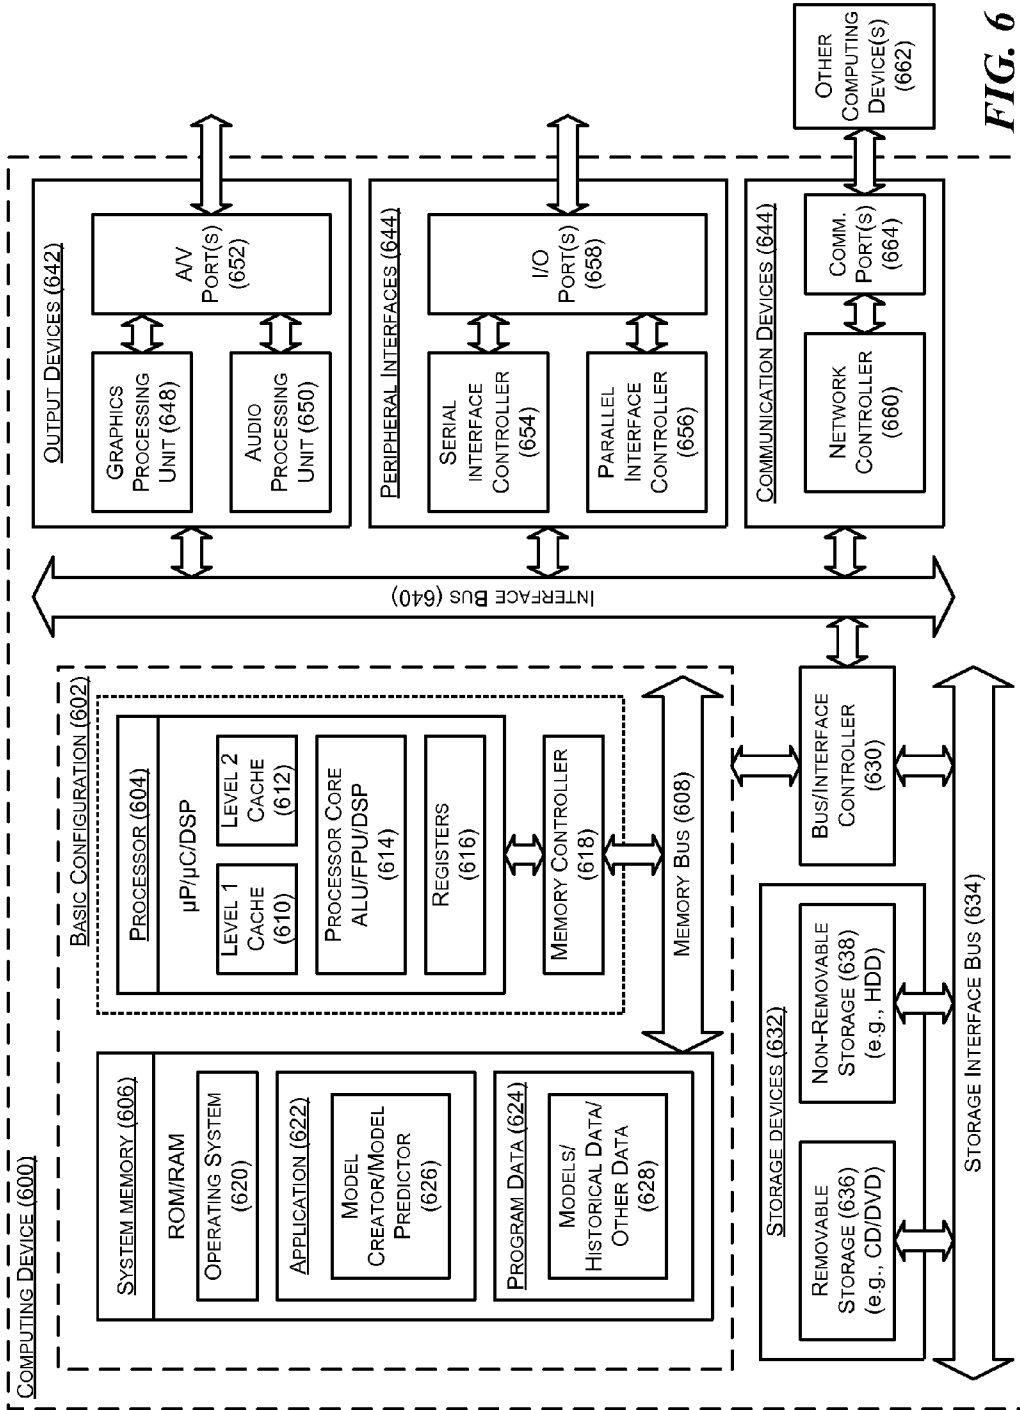 COMPUTING DEVICE (600)
BASIC CONFIGURATION (602)
SYSTEM MEMORY (606)
ROM/RAM
OPERATING SYSTEM
(620)
APPLICATION (622)
MODEL
CREATOR/MODEL
PREDICTOR
(626)
PROGRAM DATA (624)
MODELS/
HISTORICAL DATA/
OTHER DATA
(628)
PROCESSOR (604)
µP/µC/DSP
LEVEL 1
CACHE
(610)
LEVEL 2
CACHE
(612)
PROCESSOR CORE
ALU/FPU/DSP
(614)
REGISTERS
(616)
MEMORY CONTROLLER
(618)
MEMORY BUS (608)
STORAGE DEVICES (632)
REMOVABLE
STORAGE (636)
(e.g., CD/DVD)
NON-REMOVABLE
STORAGE (638)
(e.g., HDD)
BUS/INTERFACE
CONTROLLER
(630)
STORAGE INTERFACE BUS (634)
INTERFACE BUS (640)
OUTPUT DEVICES (642)
GRAPHICS
PROCESSING
UNIT (648)
AUDIO
PROCESSING
UNIT (650)
A/V
PORT(S)
(652)
PERIPHERAL INTERFACES (644)
SERIAL
INTERFACE
CONTROLLER
(654)
PARALLEL
INTERFACE
CONTROLLER
(656)
I/O
PORT(S)
(658)
COMMUNICATION DEVICES (644)
NETWORK
CONTROLLER
(660)
COMM.
PORT(S)
(664)
OTHER
COMPUTING
DEVICE(S)
(662)
FIG. 6